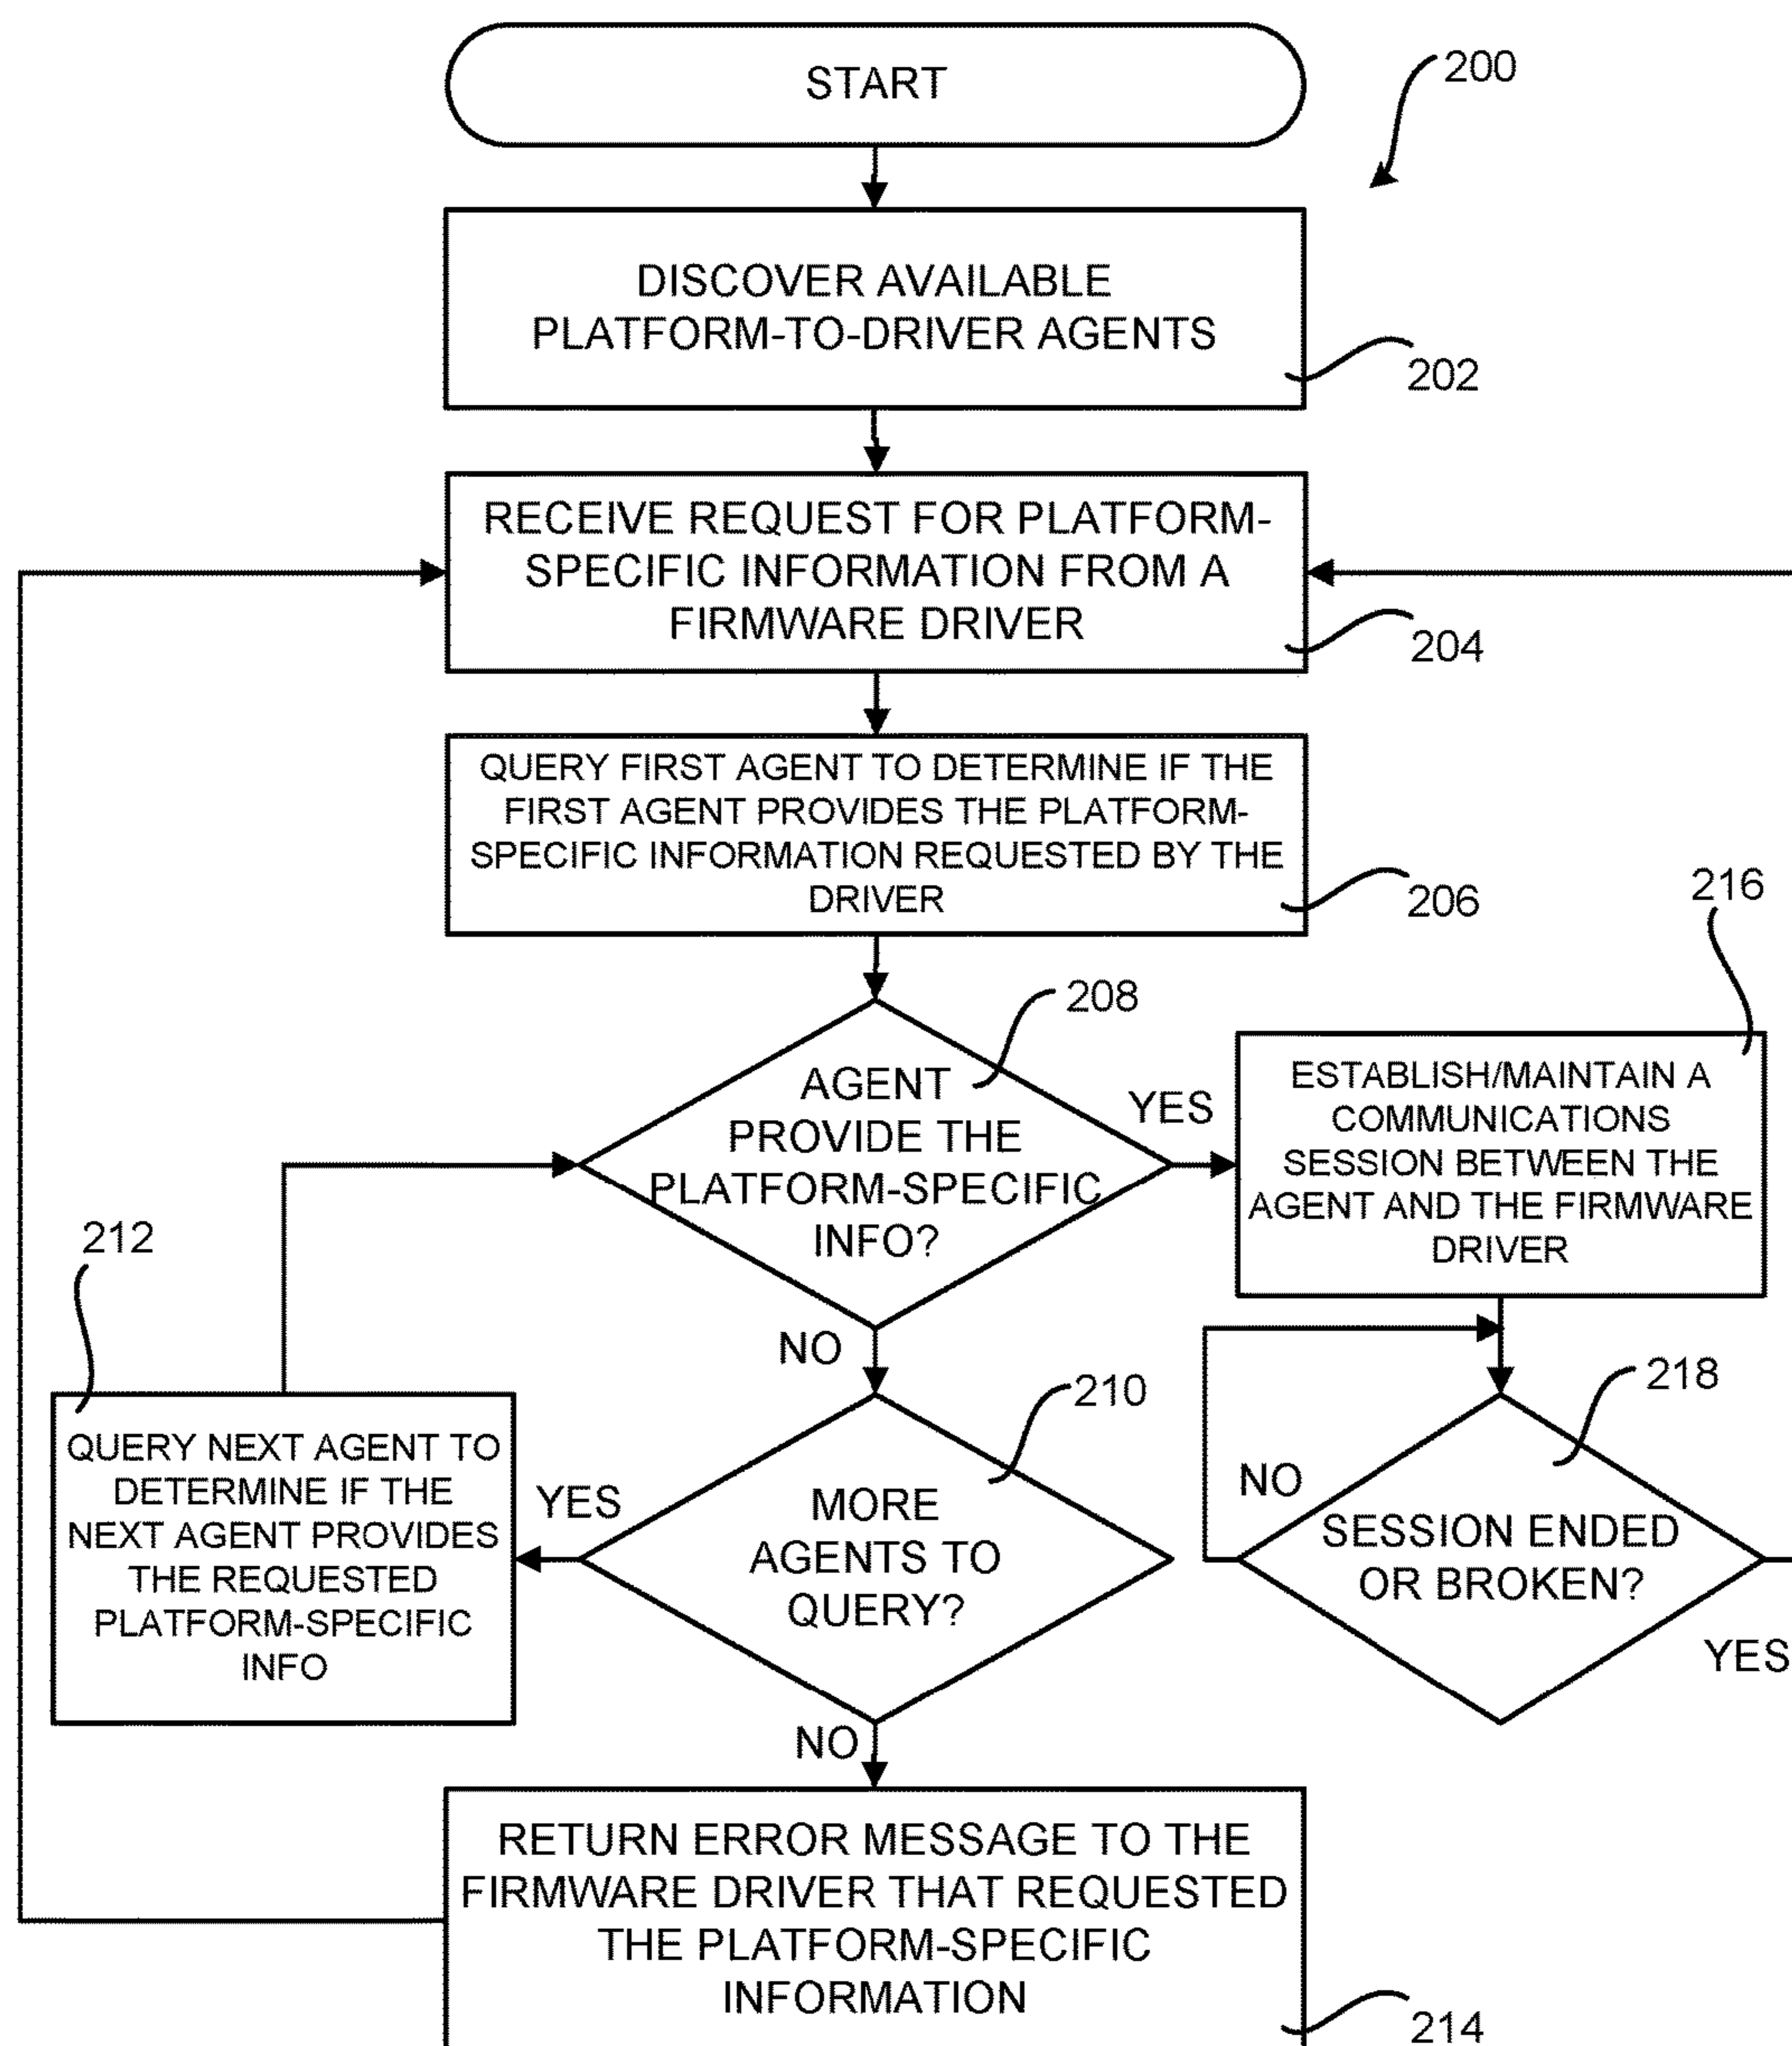 START
200
DISCOVER AVAILABLE
PLATFORM-TO-DRIVER AGENTS
202
RECEIVE REQUEST FOR PLATFORM-
SPECIFIC INFORMATION FROM A
FIRMWARE DRIVER
204
QUERY FIRST AGENT TO DETERMINE IF THE
FIRST AGENT PROVIDES THE PLATFORM-
SPECIFIC INFORMATION REQUESTED BY THE
DRIVER
206
208
AGENT
PROVIDE THE
PLATFORM-SPECIFIC
INFO?
YES
NO
216
ESTABLISH/MAINTAIN A
COMMUNICATIONS
SESSION BETWEEN THE
AGENT AND THE FIRMWARE
DRIVER
212
QUERY NEXT AGENT TO
DETERMINE IF THE
NEXT AGENT PROVIDES
THE REQUESTED
PLATFORM-SPECIFIC
INFO
YES
210
MORE
AGENTS TO
QUERY?
NO
218
NO
SESSION ENDED
OR BROKEN?
YES
RETURN ERROR MESSAGE TO THE
FIRMWARE DRIVER THAT REQUESTED
THE PLATFORM-SPECIFIC
INFORMATION
214